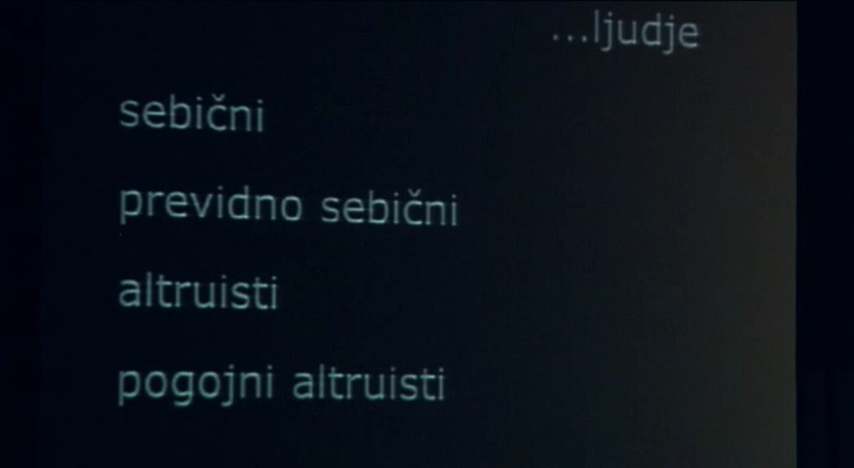 ...ljudje
sebični
previdno sebični
altruisti
pogojni altruisti